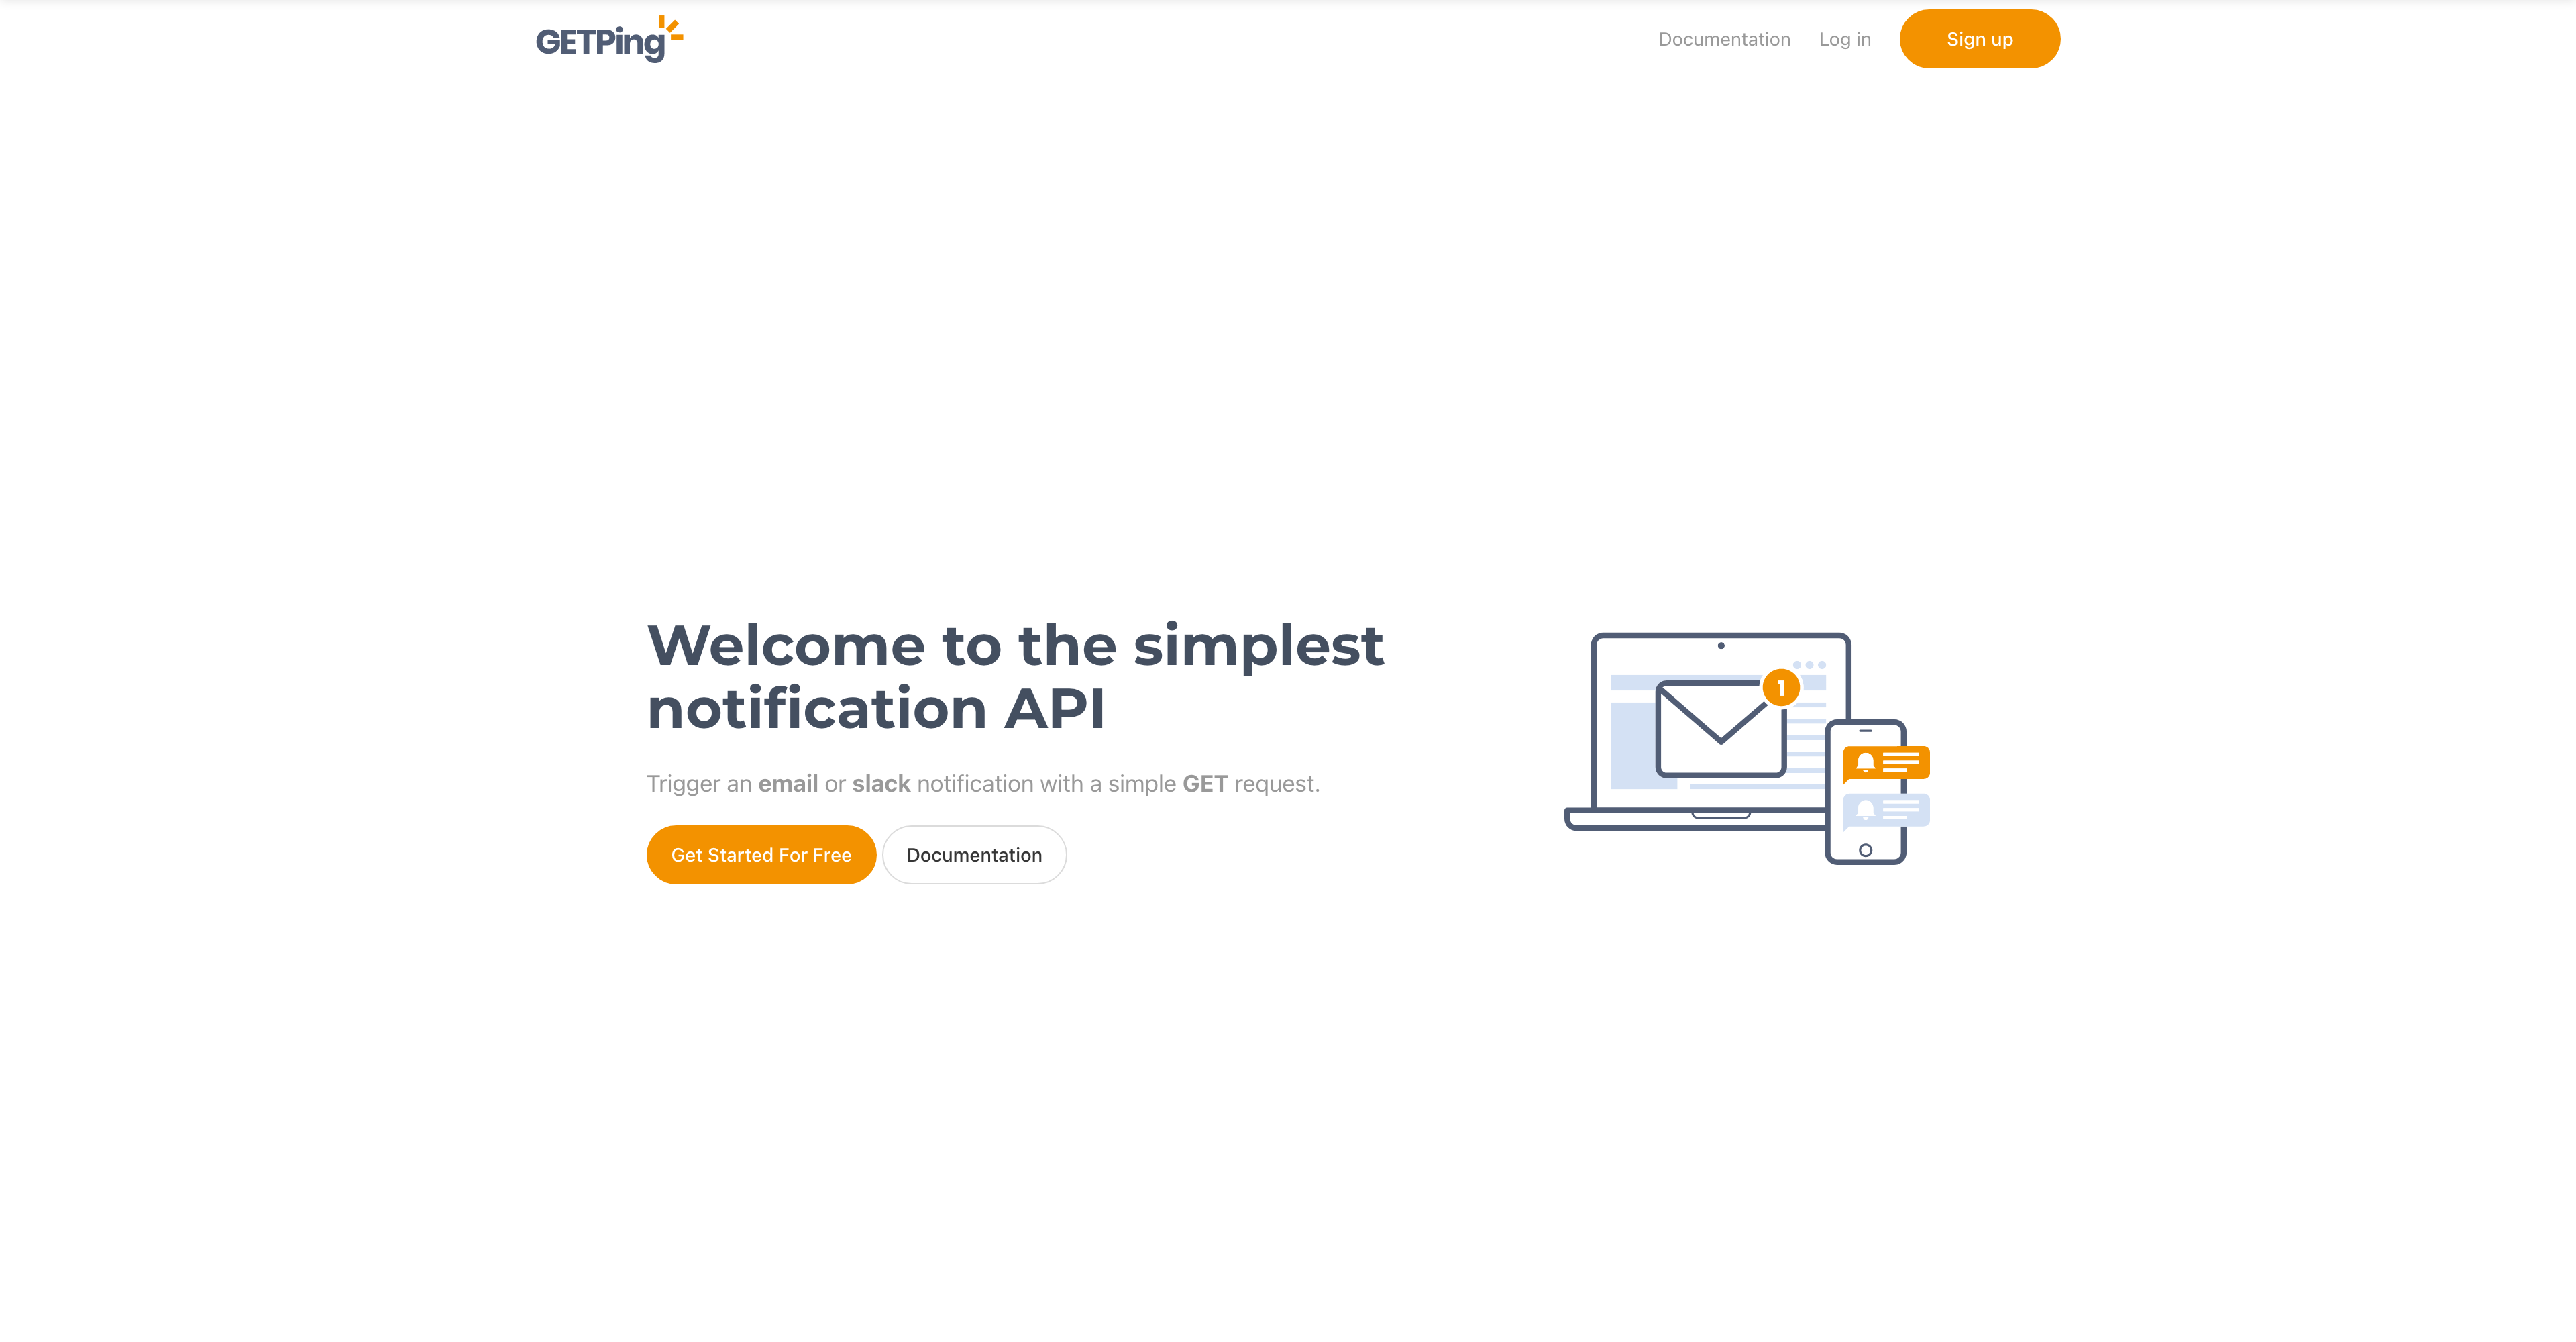 GETPing
Documentation
Log in
Sign up
Welcome to the simplest
notification API
Trigger an email or slack notification with a simple GET request.
Get Started For Free
Documentation
1